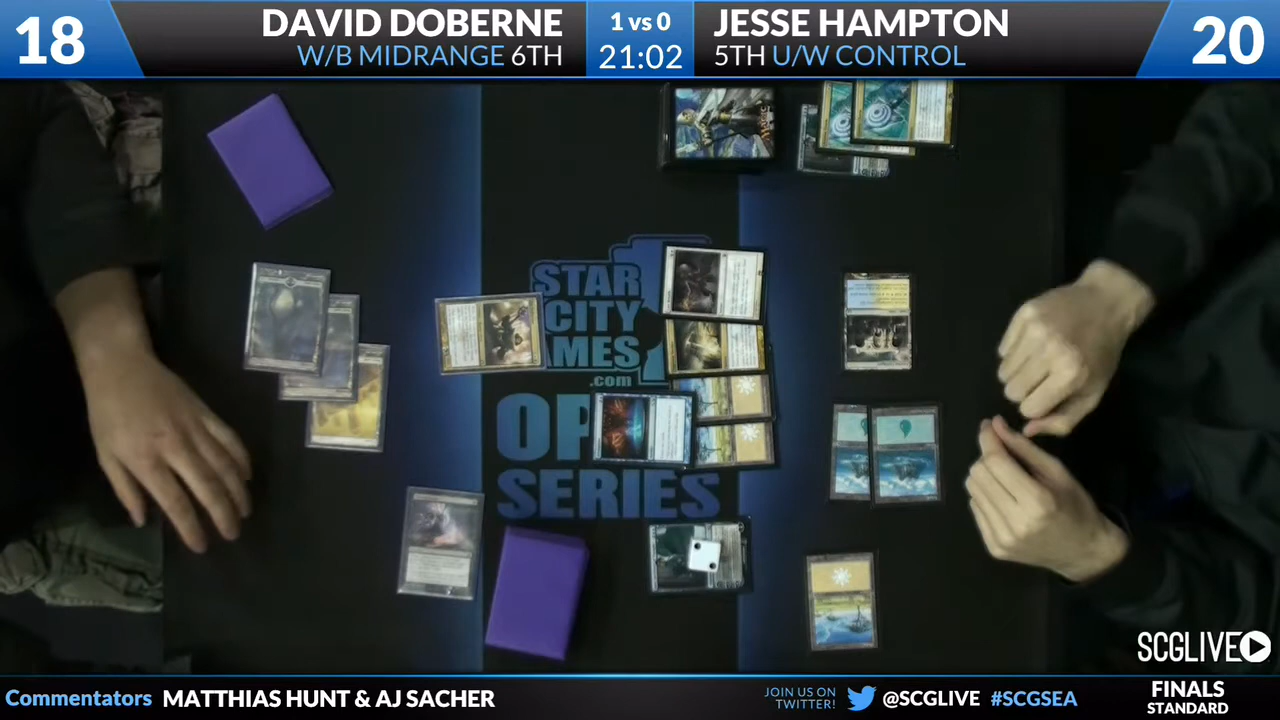 18
DAVID DOBERNE
W/B MIDRANGE 6TH
1 vs 0
21:02
JESSE HAMPTON
5TH U/W CONTROL
20
STAR
CITY
AMES
.com
OP
SERIES
SCGLIVE
Commentators MATTHIAS HUNT & AJ SACHER
JOIN US ON
TWITTER!
@SCGLIVE #SCGSEA
FINALS
STANDARD